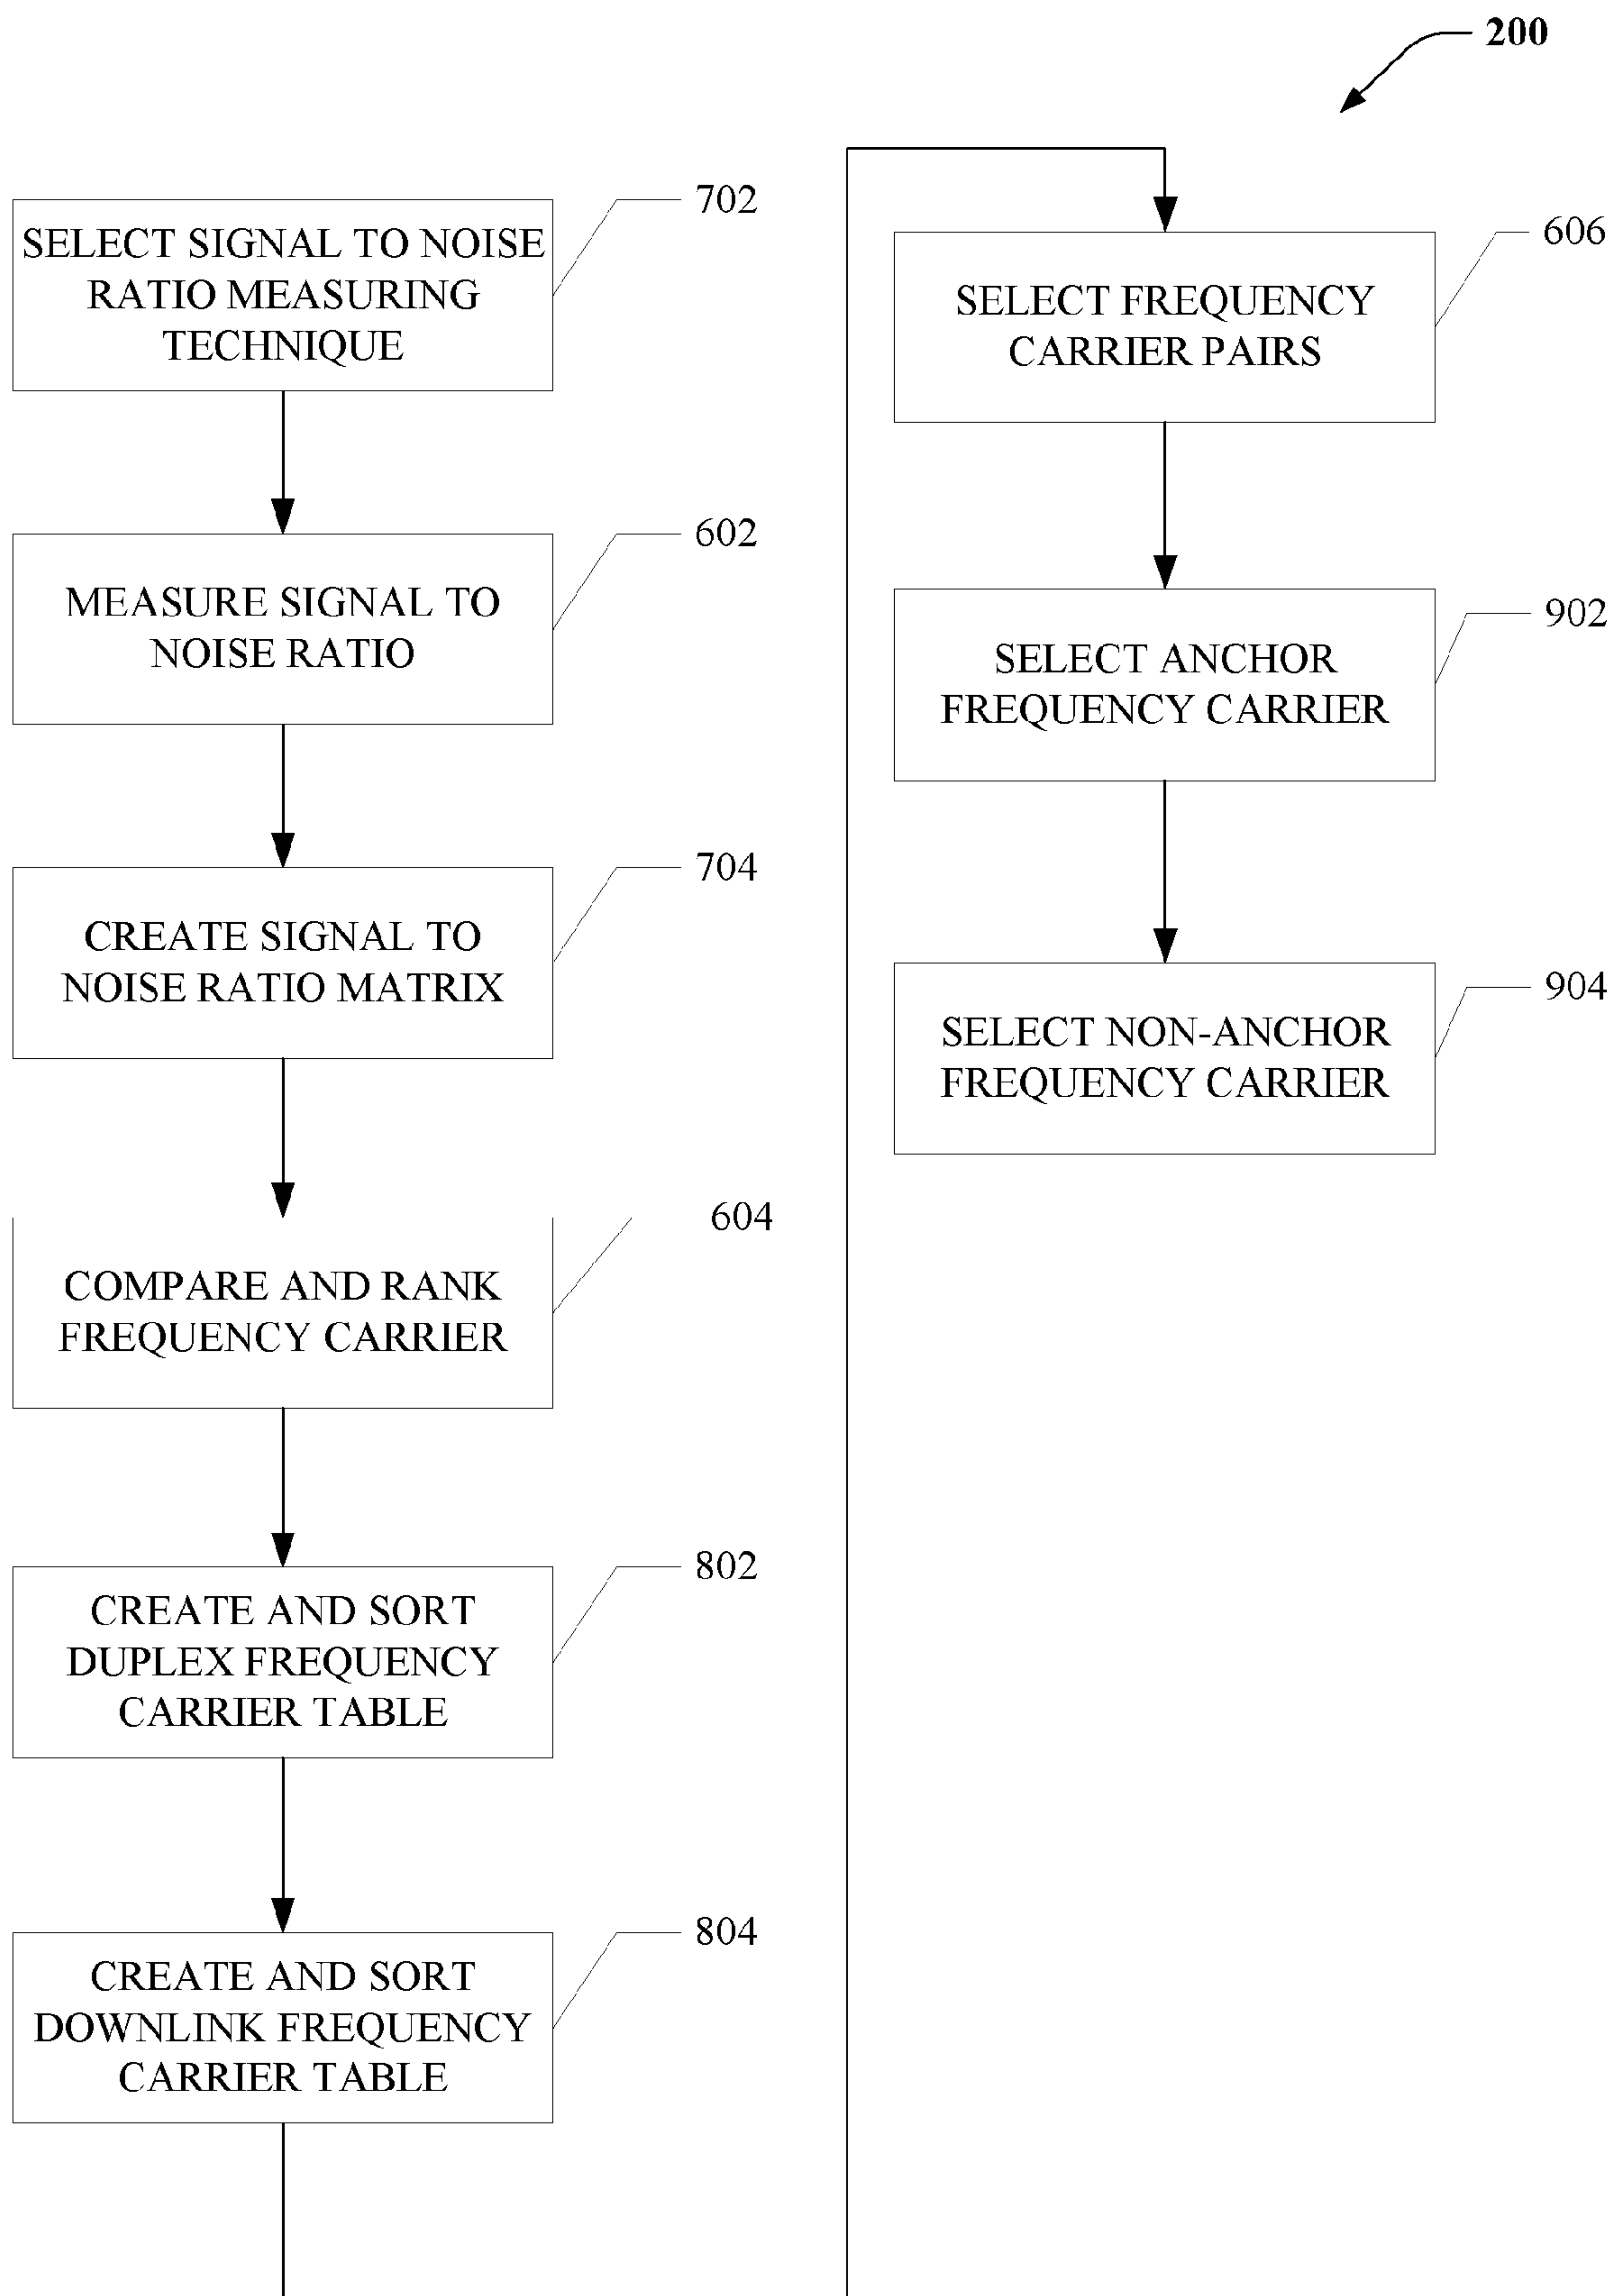 200
702
SELECT SIGNAL TO NOISE
RATIO MEASURING
TECHNIQUE
602
MEASURE SIGNAL TO
NOISE RATIO
704
CREATE SIGNAL TO
NOISE RATIO MATRIX
604
COMPARE AND RANK
FREQUENCY CARRIER
802
CREATE AND SORT
DUPLEX FREQUENCY
CARRIER TABLE
804
CREATE AND SORT
DOWNLINK FREQUENCY
CARRIER TABLE
606
SELECT FREQUENCY
CARRIER PAIRS
902
SELECT ANCHOR
FREQUENCY CARRIER
904
SELECT NON-ANCHOR
FREQUENCY CARRIER